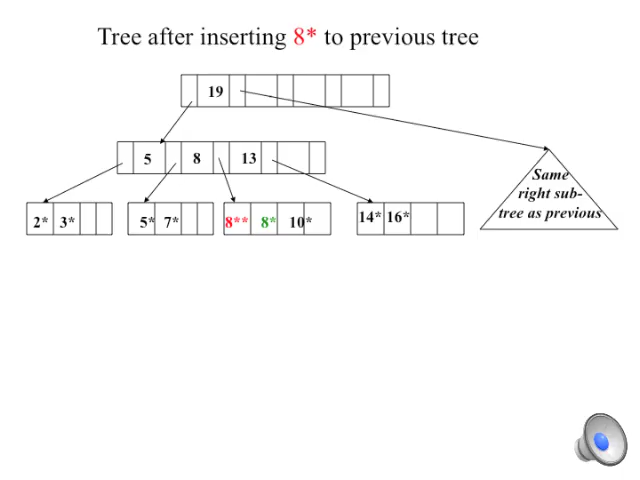 Tree after inserting 8* to previous tree
19
5 8 13
Same
right sub-
tree as previous
2* 3* 5* 7* 8** 8* 10* 14* 16*